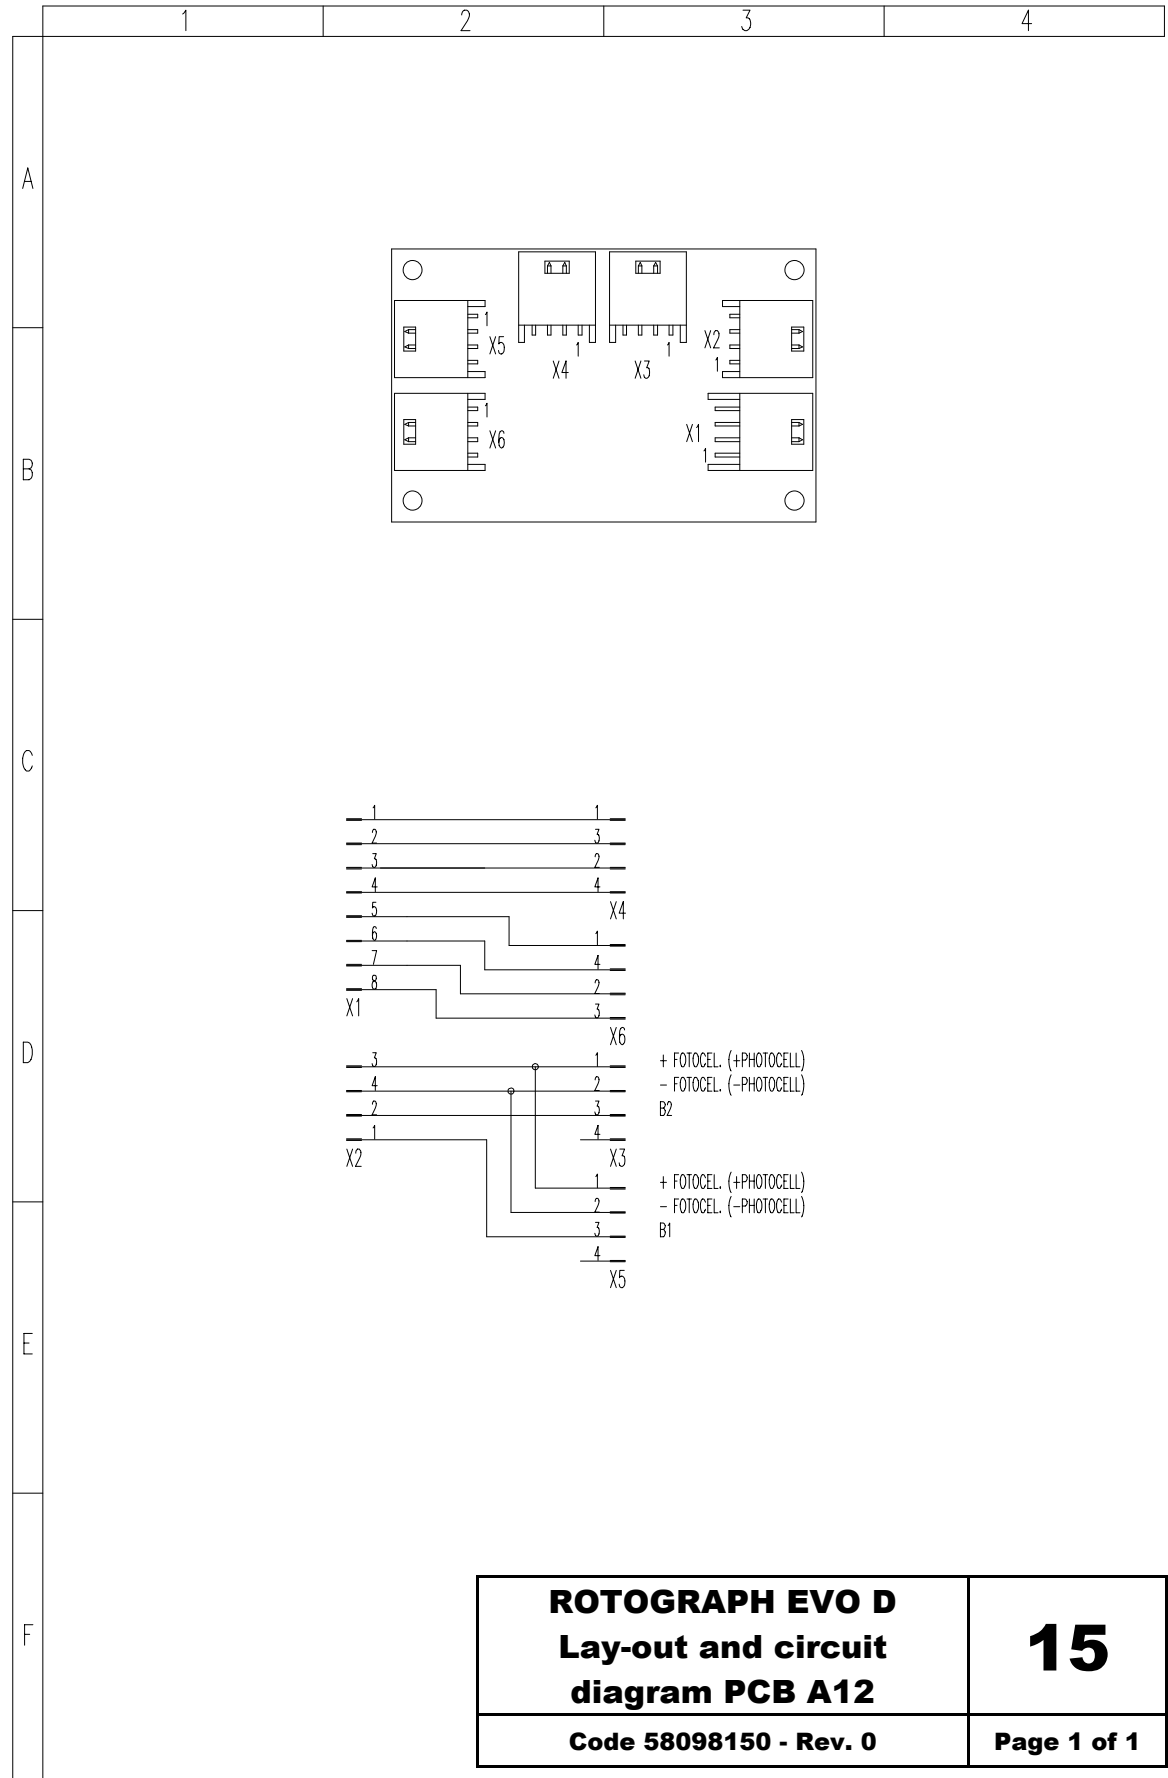 1 2 3 4
A
B
C
D
E
F
1
X5
1
X4
1
X3
X2
1
1
X6
X1
1
1 1
2 3
3 2
4 4
X4
5
1
6
4
7
2
8
3
X1
X6
3 1 + FOTOCEL. (+PHOTOCELL)
4 2 - FOTOCEL. (-PHOTOCELL)
2 3 B2
1 4
X2 X3
1 + FOTOCEL. (+PHOTOCELL)
2 - FOTOCEL. (-PHOTOCELL)
3 B1
4
X5
ROTOGRAPH EVO D
Lay-out and circuit
diagram PCB A12
15
Code 58098150 - Rev. 0
Page 1 of 1